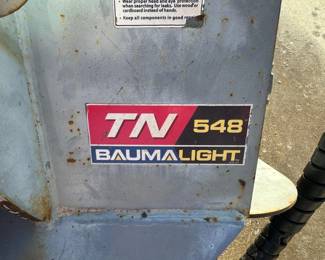 • Wear proper head and eye protection
when searching for leaks. Use wood or
cardboard instead of hands.
• Keep all components in good repair.
TN 548
BAUMALIGHT